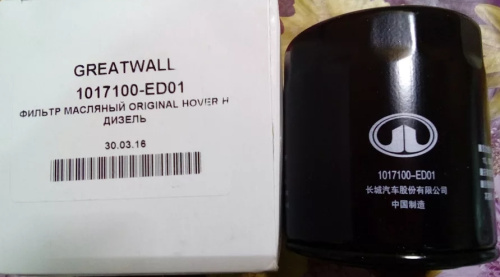 GREATWALL
1017100-ED01
ФИЛЬТР МАСЛЯНЫЙ ORIGINAL HOVER H
ДИЗЕЛЬ
30.03.16
1017100-ED01
长城汽车股份有限公司
中国制造